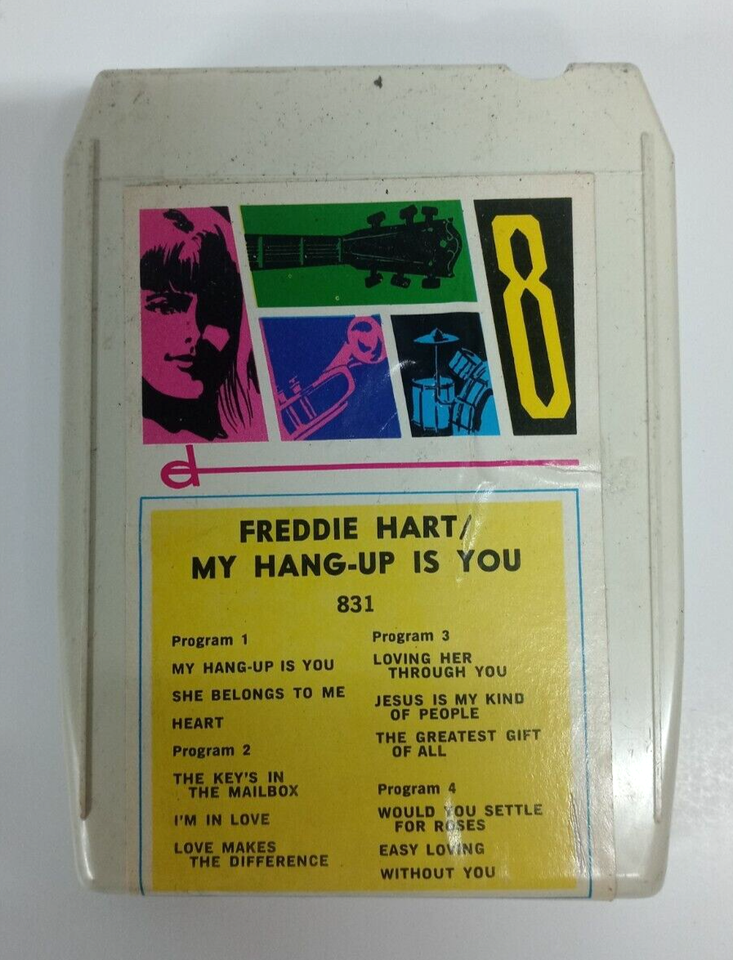 8
FREDDIE HART/
MY HANG-UP IS YOU
831
Program 1
MY HANG-UP IS YOU
SHE BELONGS TO ME
HEART
Program 2
THE KEY'S IN
THE MAILBOX
I'M IN LOVE
LOVE MAKES
THE DIFFERENCE
Program 3
LOVING HER
THROUGH YOU
JESUS IS MY KIND
OF PEOPLE
THE GREATEST GIFT
OF ALL
Program 4
WOULD YOU SETTLE
FOR ROSES
EASY LOVING
WITHOUT YOU